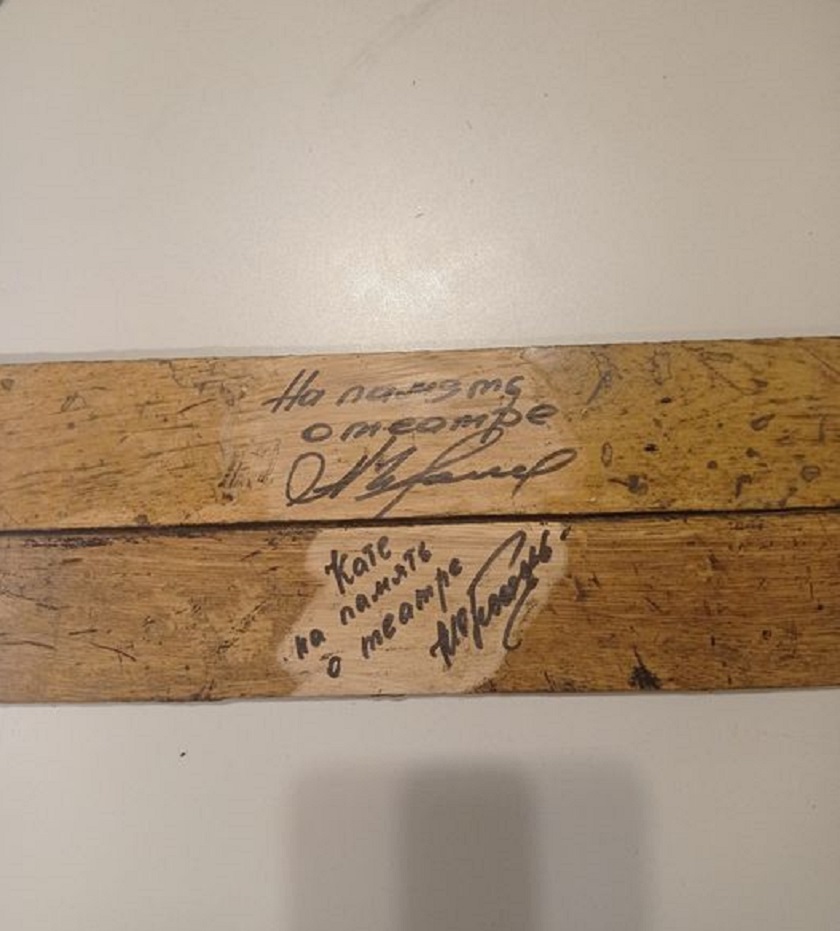 На память
о театре
Кате
на память
о театре